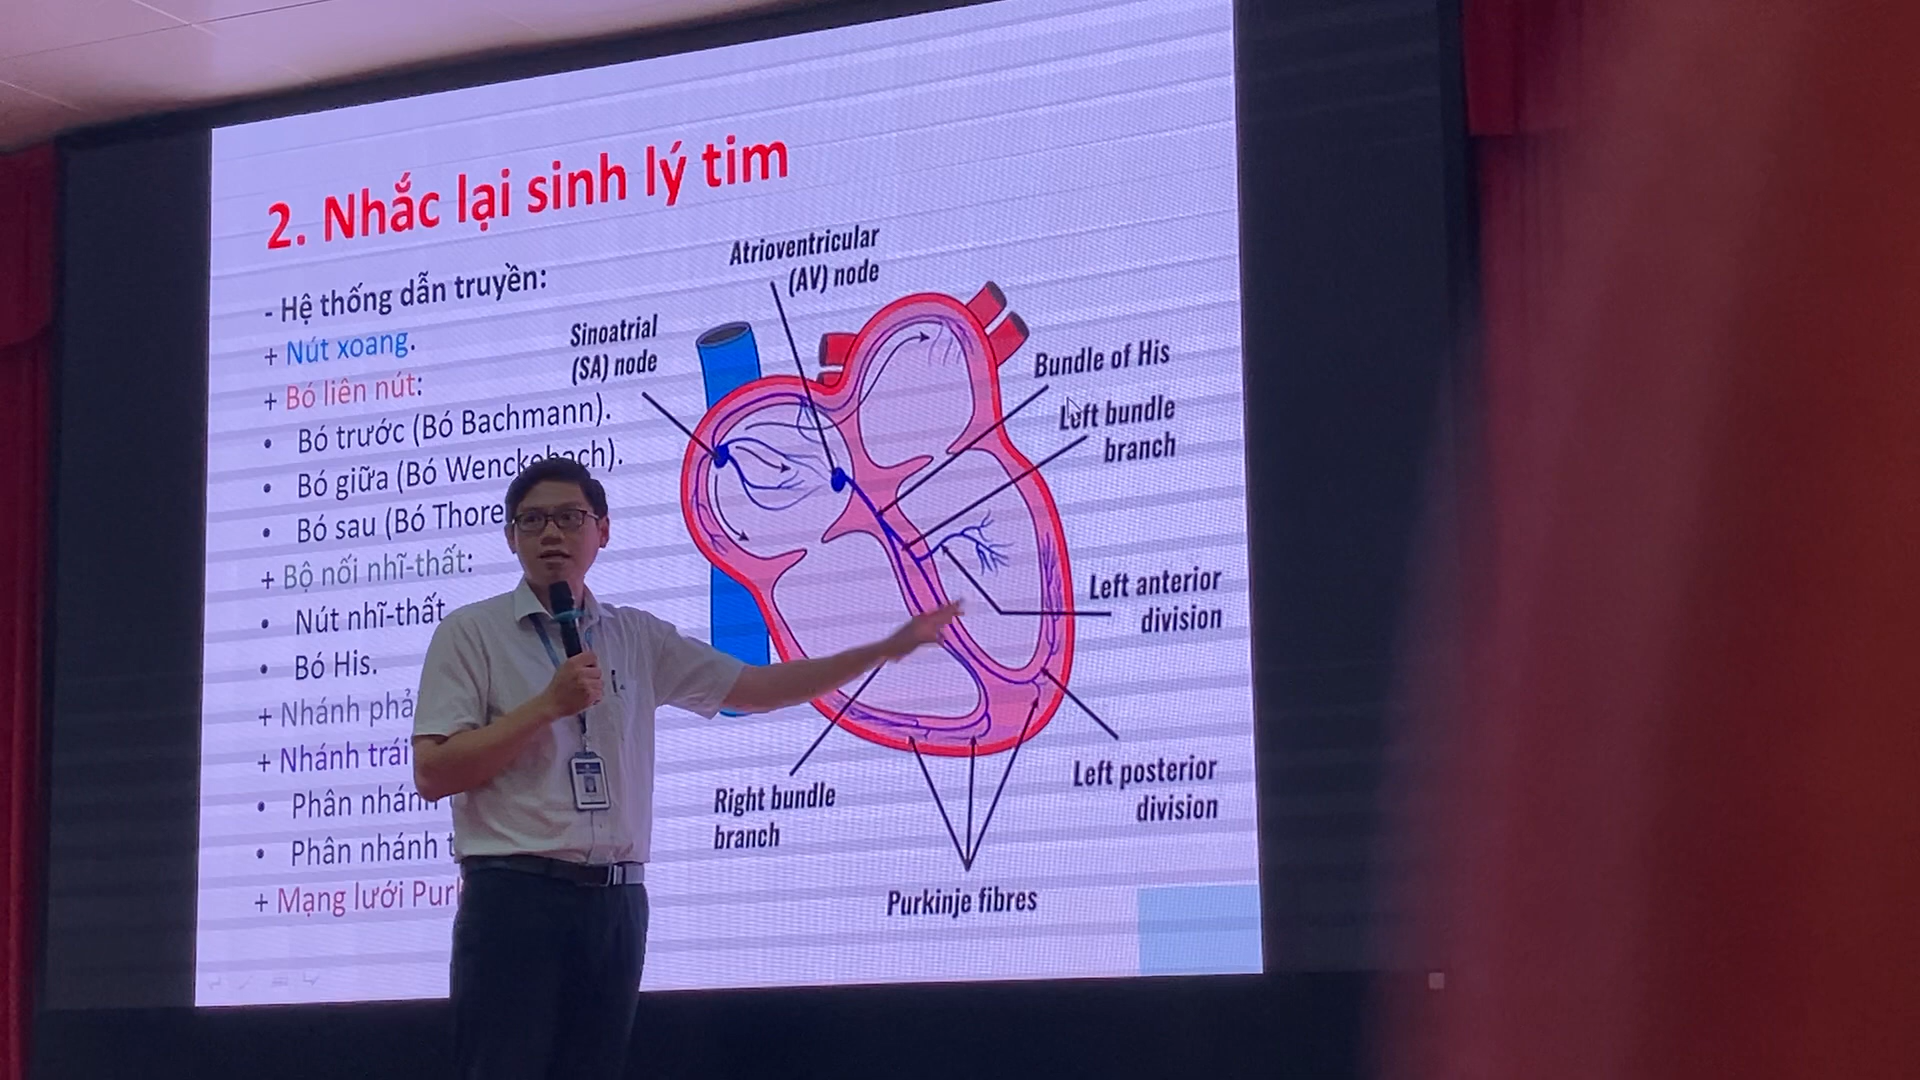 2. Nhắc lại sinh lý tim
- Hệ thống dẫn truyền:
+ Nút xoang.
+ Bó liên nút:
• Bó trước (Bó Bachmann).
• Bó giữa (Bó Wenckebach).
• Bó sau (Bó
+ Bộ nối nhĩ-thất:
• Nút nhĩ-thất
• Bó His.
+ Nhánh
+ Nhánh trái
• Phân nhánh
• Phân nhánh
+ Mạng lưới
Atrioventricular
(AV) node
Sinoatrial
(SA) node
Bundle of His
Left bundle
branch
Left anterior
division
Left posterior
division
Right bundle
branch
Purkinje fibres